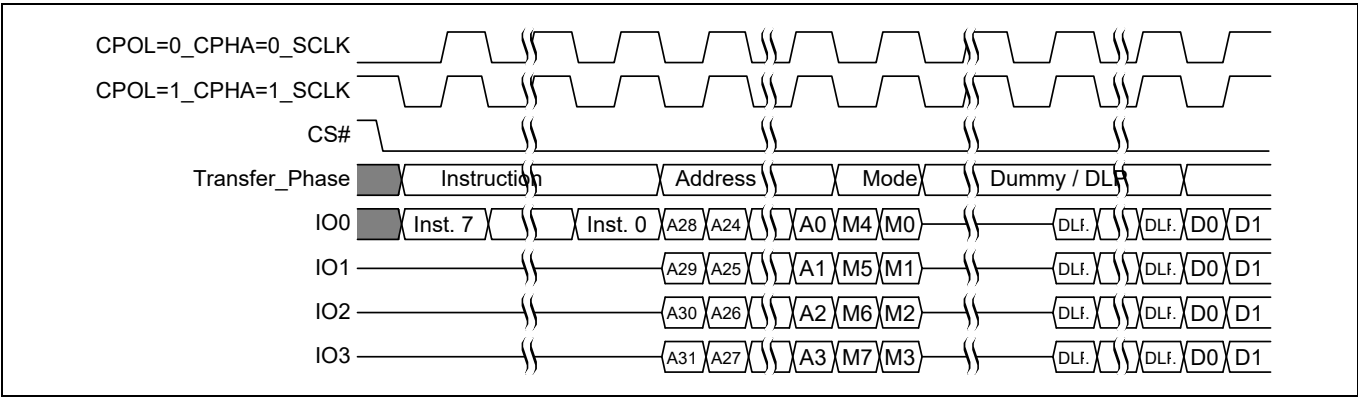 CPOL=0_CPHA=0_SCLK
CPOL=1_CPHA=1_SCLK
CS#
Transfer_Phase Instruction Address Mode Dummy / DLP
IO0 Inst. 7 Inst. 0 A28 A24 A0 M4 M0 DLP. DLP. D0 D1
IO1 A29 A25 A1 M5 M1 DLP. DLP. D0 D1
IO2 A30 A26 A2 M6 M2 DLP. DLP. D0 D1
IO3 A31 A27 A3 M7 M3 DLP. DLP. D0 D1